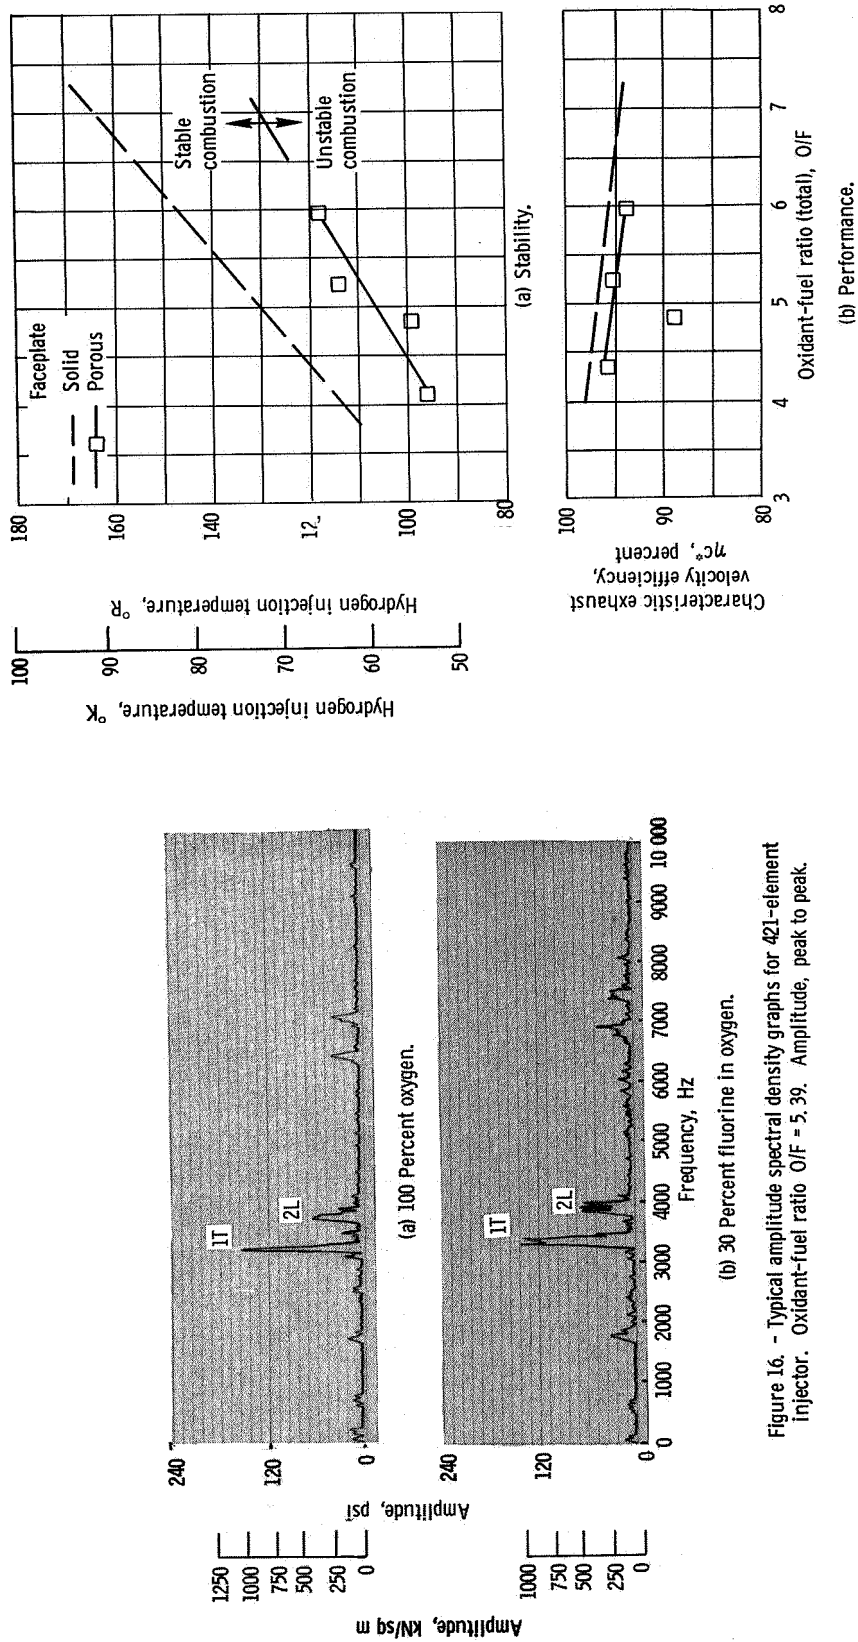 1250
1000
750
500
250
0
240
120
0
1T
2L
(a) 100 Percent oxygen.
Amplitude, kN/sq m
Amplitude, psi
1000
750
500
250
0
240
120
0
1T
2L
0
1000
2000
3000
4000
5000
6000
7000
8000
9000
10 000
Frequency, Hz
(b) 30 Percent fluorine in oxygen.
Figure 16. - Typical amplitude spectral density graphs for 421-element
injector. Oxidant-fuel ratio O/F = 5.39. Amplitude, peak to peak.
Hydrogen injection temperature, °K
100
90
80
70
60
50
Hydrogen injection temperature, °R
180
160
140
12
100
80
Faceplate
Solid
Porous
Stable
combustion
Unstable
combustion
(a) Stability.
Characteristic exhaust
velocity efficiency,
ηc*, percent
100
90
80
3
4
5
6
7
8
Oxidant-fuel ratio (total), O/F
(b) Performance.